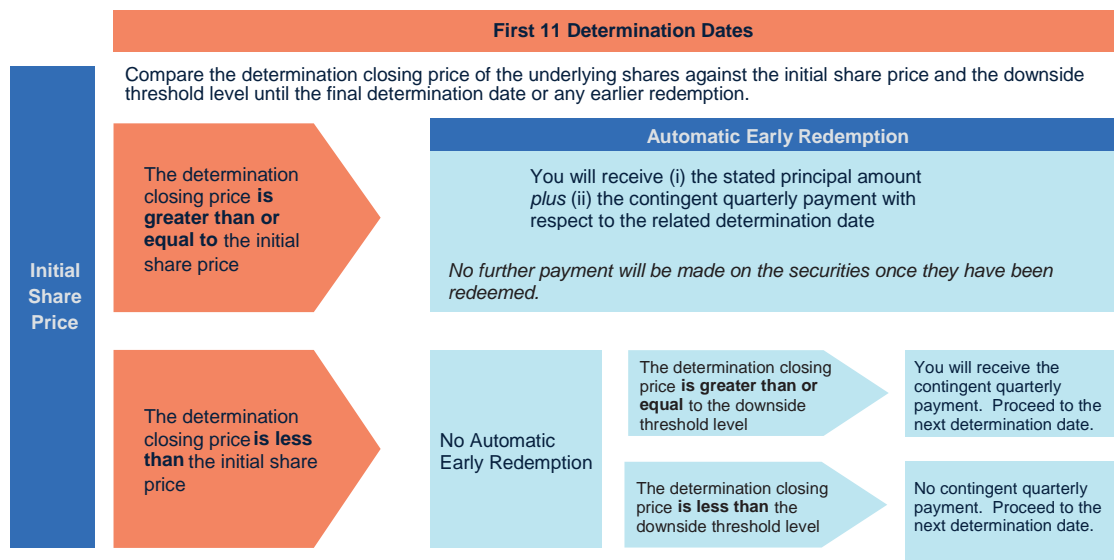 First 11 Determination Dates
Compare the determination closing price of the underlying shares against the initial share price and the downside
threshold level until the final determination date or any earlier redemption.
Initial
Share
Price
The determination
closing price is
greater than or
equal to the initial
share price
Automatic Early Redemption
You will receive (i) the stated principal amount
plus (ii) the contingent quarterly payment with
respect to the related determination date
No further payment will be made on the securities once they have been
redeemed.
The determination
closing price is less
than the initial share
price
No Automatic
Early Redemption
The determination closing
price is greater than or
equal to the downside
threshold level
You will receive the
contingent quarterly
payment.  Proceed to the
next determination date.
The determination closing
price is less than the
downside threshold level
No contingent quarterly
payment.  Proceed to the
next determination date.